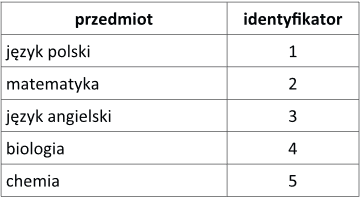 przedmiot identyfikator
język polski 1
matematyka 2
język angielski 3
biologia 4
chemia 5